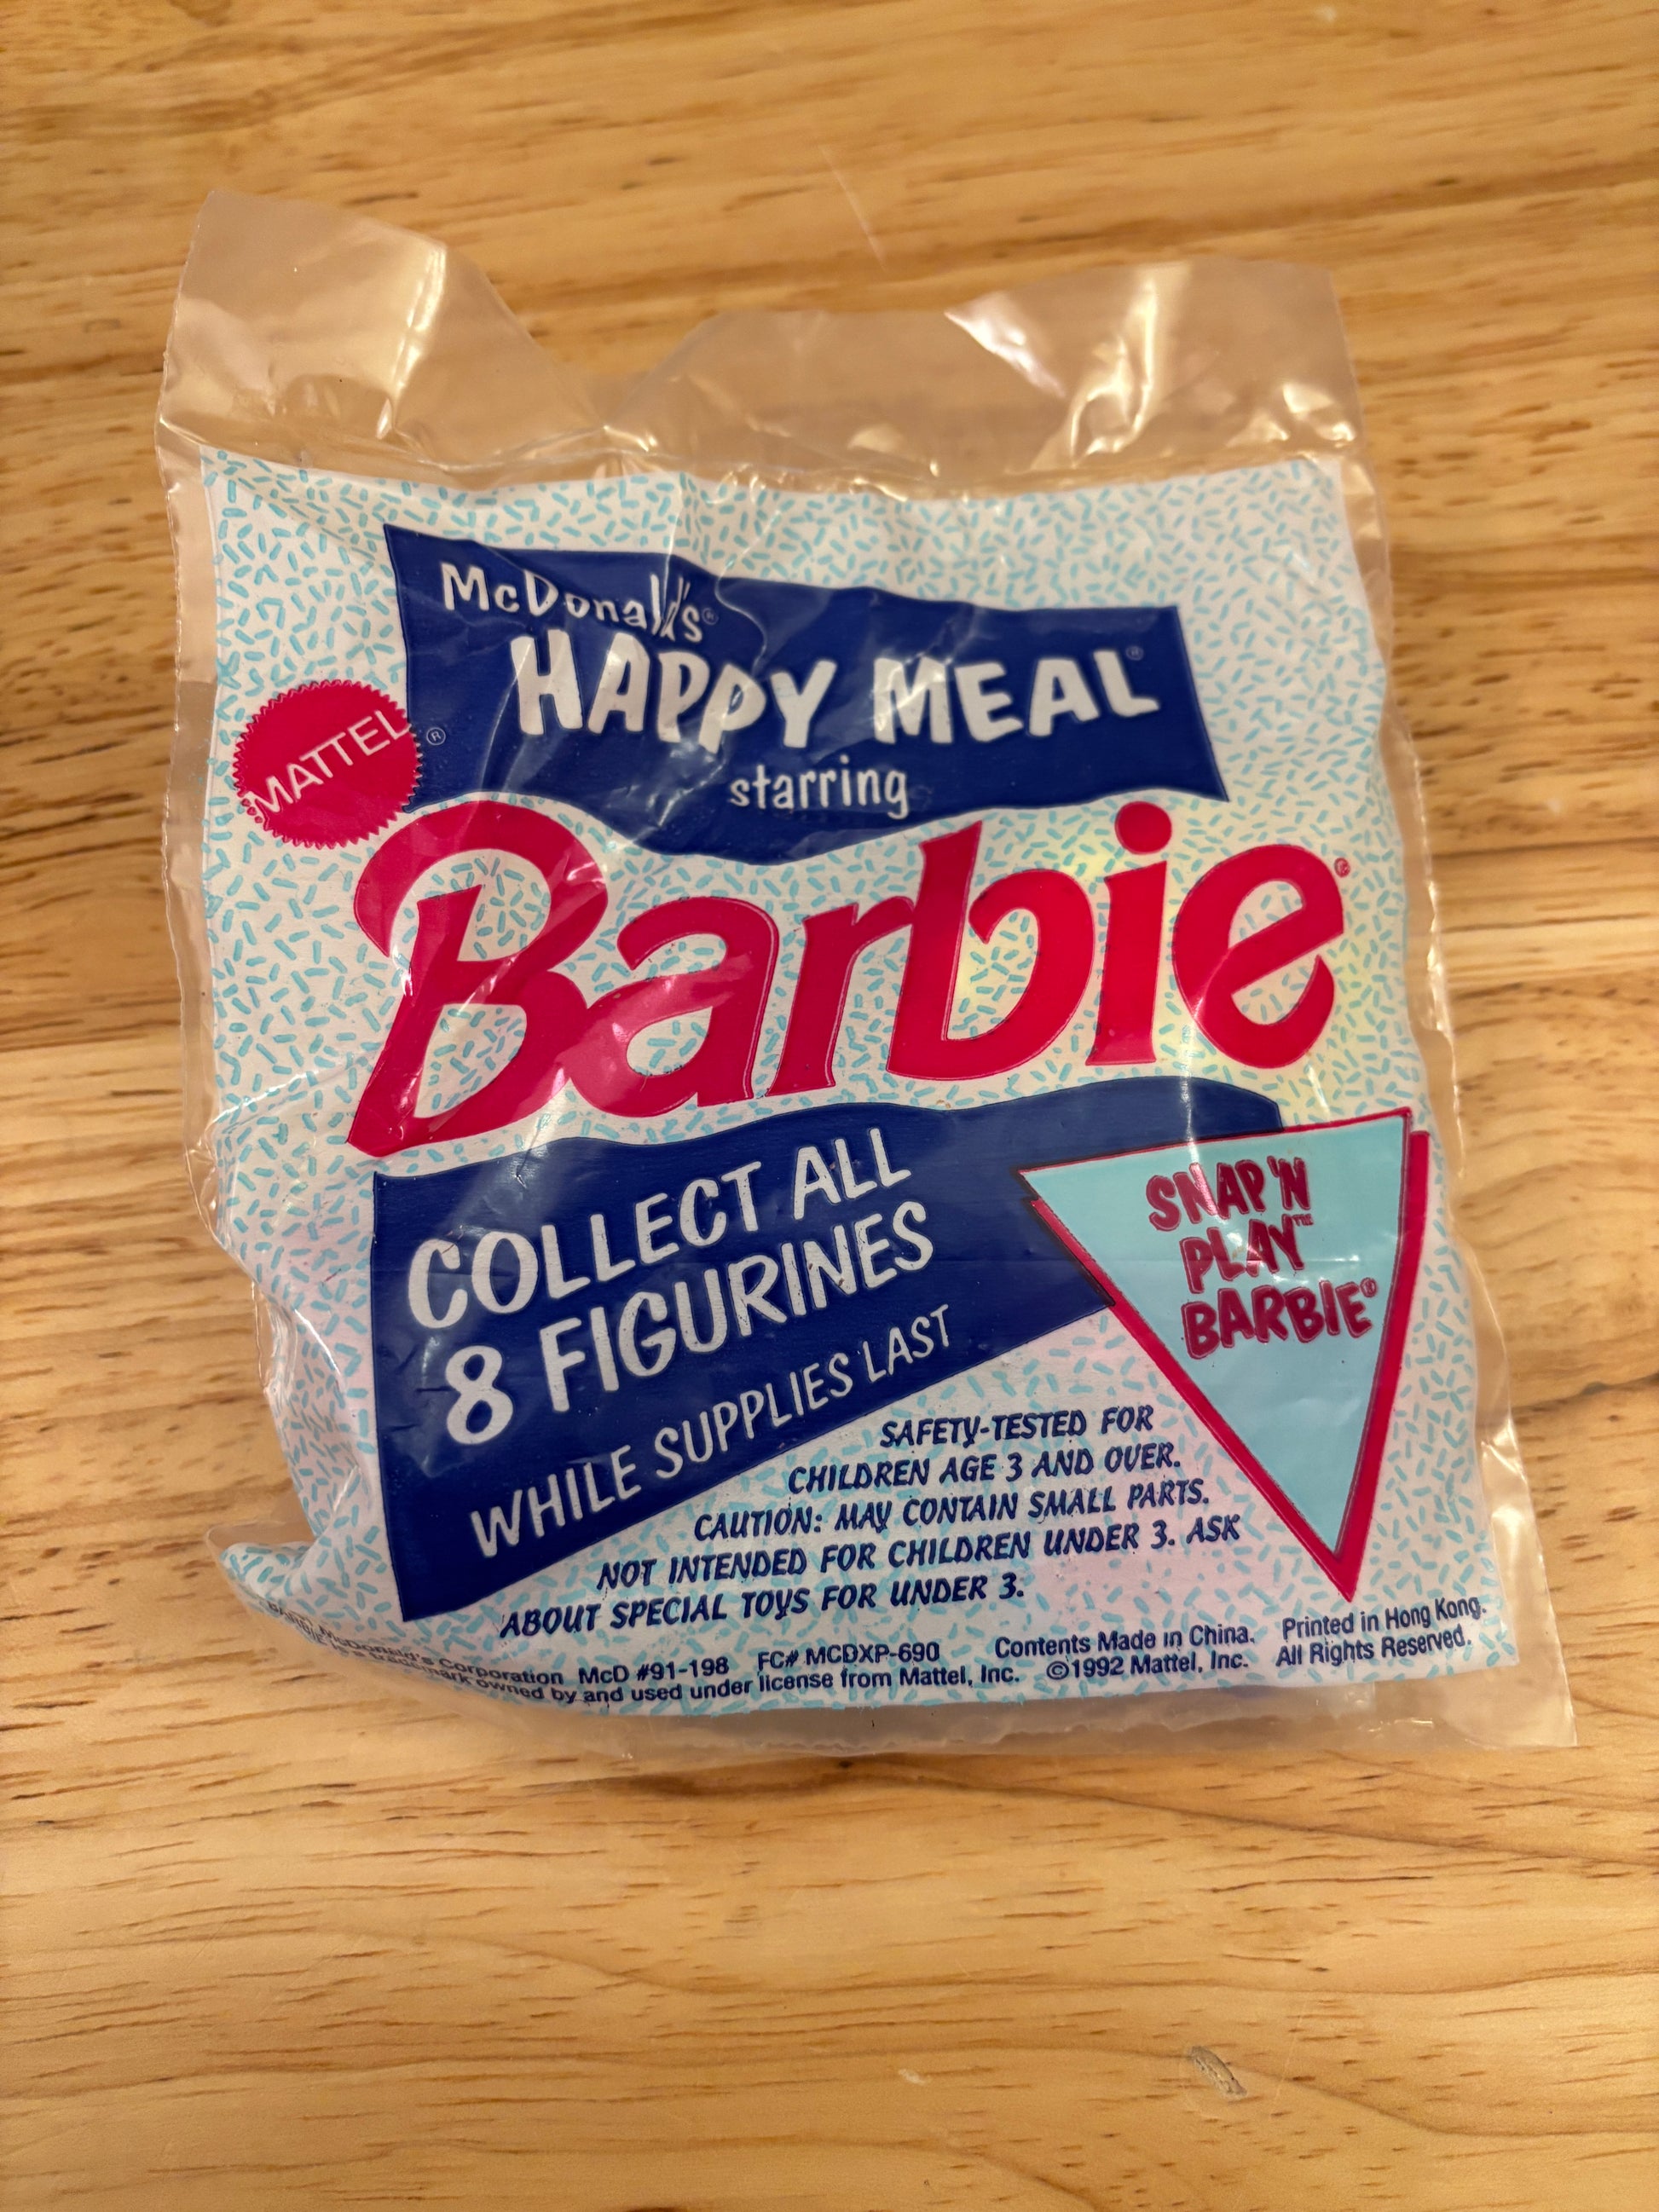 McDonald's®
HAPPY MEAL®
starring
MATTEL®
Barbie®
COLLECT ALL
8 FIGURINES
WHILE SUPPLIES LAST
SNAP 'N
PLAY™
BARBIE®
SAFETY-TESTED FOR
CHILDREN AGE 3 AND OVER.
CAUTION: MAY CONTAIN SMALL PARTS.
NOT INTENDED FOR CHILDREN UNDER 3. ASK
ABOUT SPECIAL TOYS FOR UNDER 3.
McDonald's Corporation McD #91-198 FC# MCDXP-690 Contents Made in China. Printed in Hong Kong.
trademark owned by and used under license from Mattel, Inc. ©1992 Mattel, Inc. All Rights Reserved.